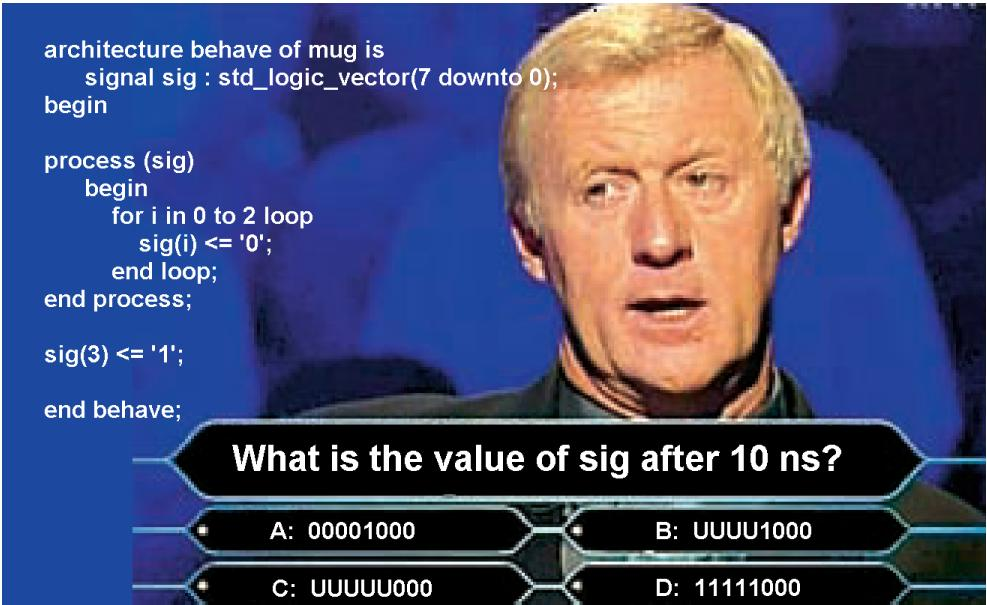 architecture behave of mug is
signal sig : std_logic_vector(7 downto 0);
begin
process (sig)
begin
for i in 0 to 2 loop
sig(i) <= '0';
end loop;
end process;
sig(3) <= '1';
end behave;
What is the value of sig after 10 ns?
A: 00001000
B: UUUU1000
C: UUUUU000
D: 11111000